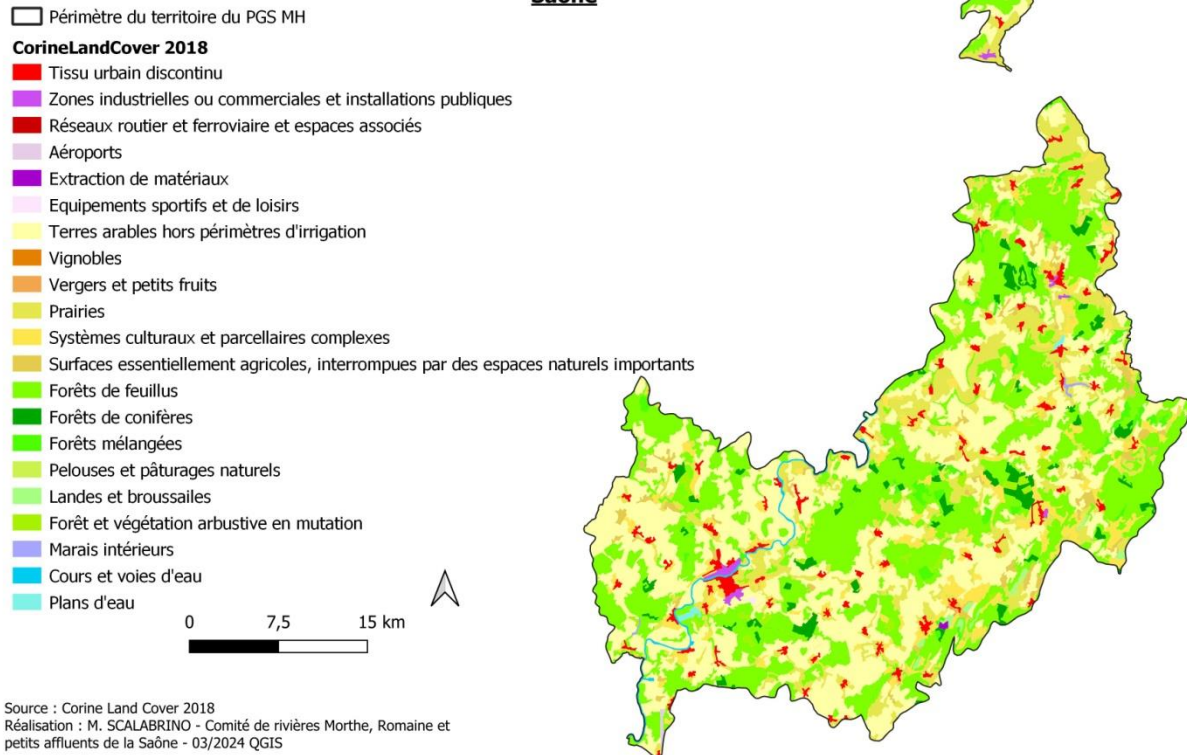 Saône
Périmètre du territoire du PGS MH
CorineLandCover 2018
Tissu urbain discontinu
Zones industrielles ou commerciales et installations publiques
Réseaux routier et ferroviaire et espaces associés
Aéroports
Extraction de matériaux
Equipements sportifs et de loisirs
Terres arables hors périmètres d'irrigation
Vignobles
Vergers et petits fruits
Prairies
Systèmes culturaux et parcellaires complexes
Surfaces essentiellement agricoles, interrompues par des espaces naturels importants
Forêts de feuillus
Forêts de conifères
Forêts mélangées
Pelouses et pâturages naturels
Landes et broussailes
Forêt et végétation arbustive en mutation
Marais intérieurs
Cours et voies d'eau
Plans d'eau
0 7,5 15 km
Source : Corine Land Cover 2018
Réalisation : M. SCALABRINO - Comité de rivières Morthe, Romaine et
petits affluents de la Saône - 03/2024 QGIS